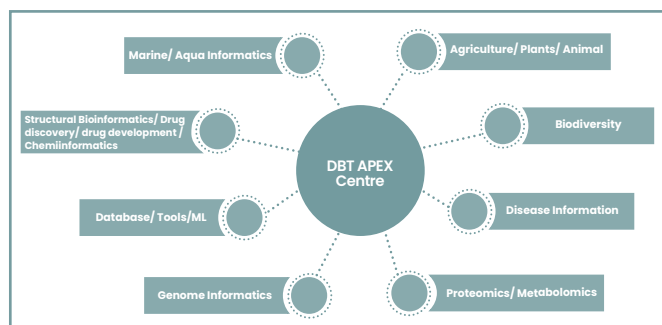 Marine/ Aqua Informatics
Agriculture/ Plants/ Animal
Structural Bioinformatics/ Drug
discovery/ drug development /
Chemiinformatics
Biodiversity
DBT APEX
Centre
Database/ Tools/ML
Disease Information
Genome Informatics
Proteomics/ Metabolomics